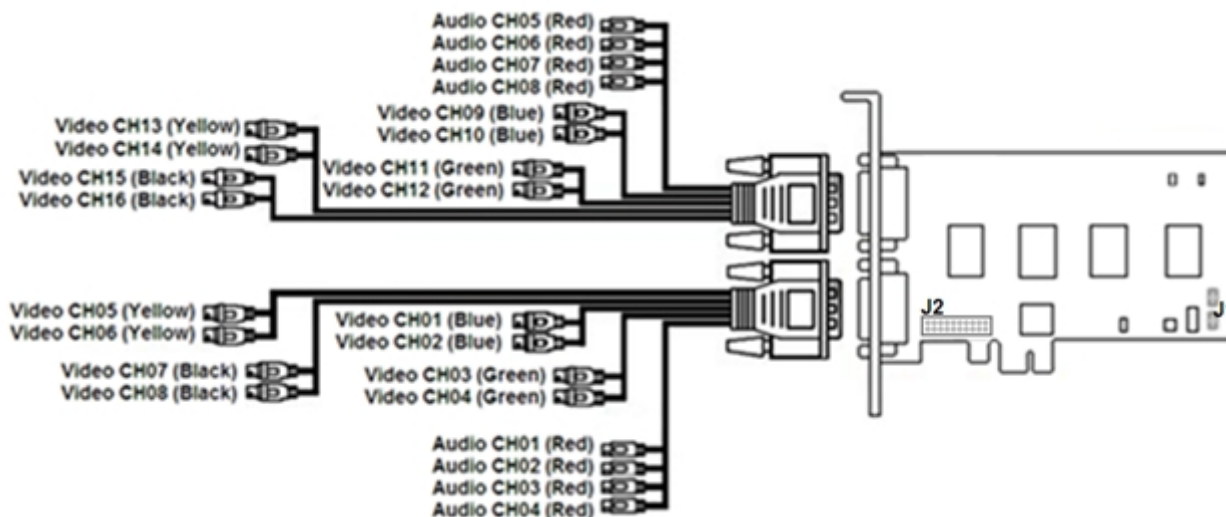 Audio CH05 (Red)
Audio CH06 (Red)
Audio CH07 (Red)
Audio CH08 (Red)
Video CH09 (Blue)
Video CH10 (Blue)
Video CH13 (Yellow)
Video CH14 (Yellow)
Video CH11 (Green)
Video CH12 (Green)
Video CH15 (Black)
Video CH16 (Black)
Video CH05 (Yellow)
Video CH06 (Yellow)
Video CH01 (Blue)
Video CH02 (Blue)
Video CH07 (Black)
Video CH08 (Black)
Video CH03 (Green)
Video CH04 (Green)
Audio CH01 (Red)
Audio CH02 (Red)
Audio CH03 (Red)
Audio CH04 (Red)
J2
J